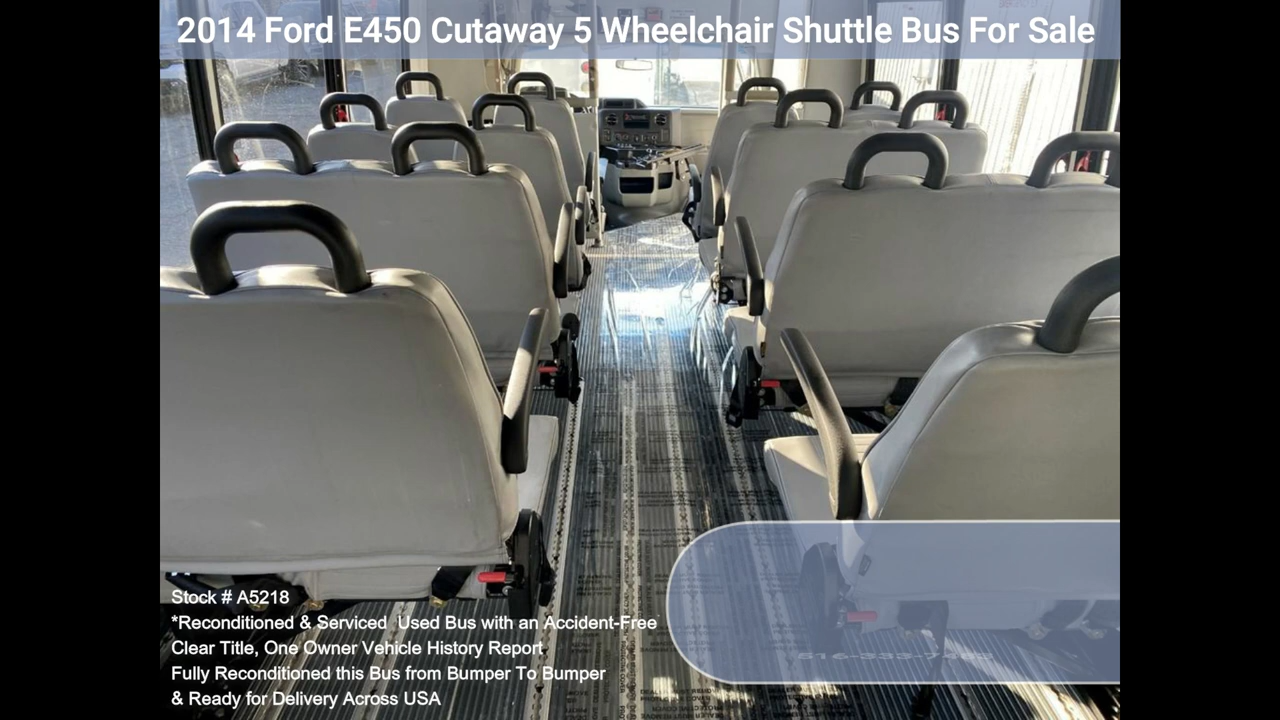 2014 Ford E450 Cutaway 5 Wheelchair Shuttle Bus For Sale
Stock # A5218
*Reconditioned & Serviced  Used Bus with an Accident-Free
Clear Title, One Owner Vehicle History Report
Fully Reconditioned this Bus from Bumper To Bumper
& Ready for Delivery Across USA